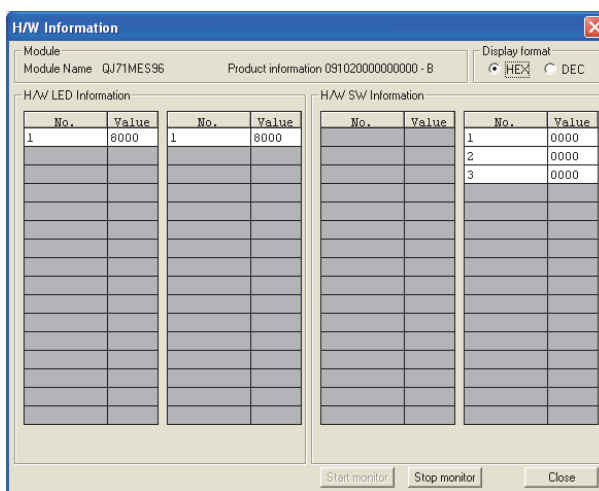 H/W Information
Module
Module Name QJ71MES96 Product information 091020000000000 - B
Display format
HEX DEC
H/W LED Information
No. Value No. Value
1 8000 1 8000
H/W SW Information
No. Value No. Value
1 0000
2 0000
3 0000
Start monitor Stop monitor Close